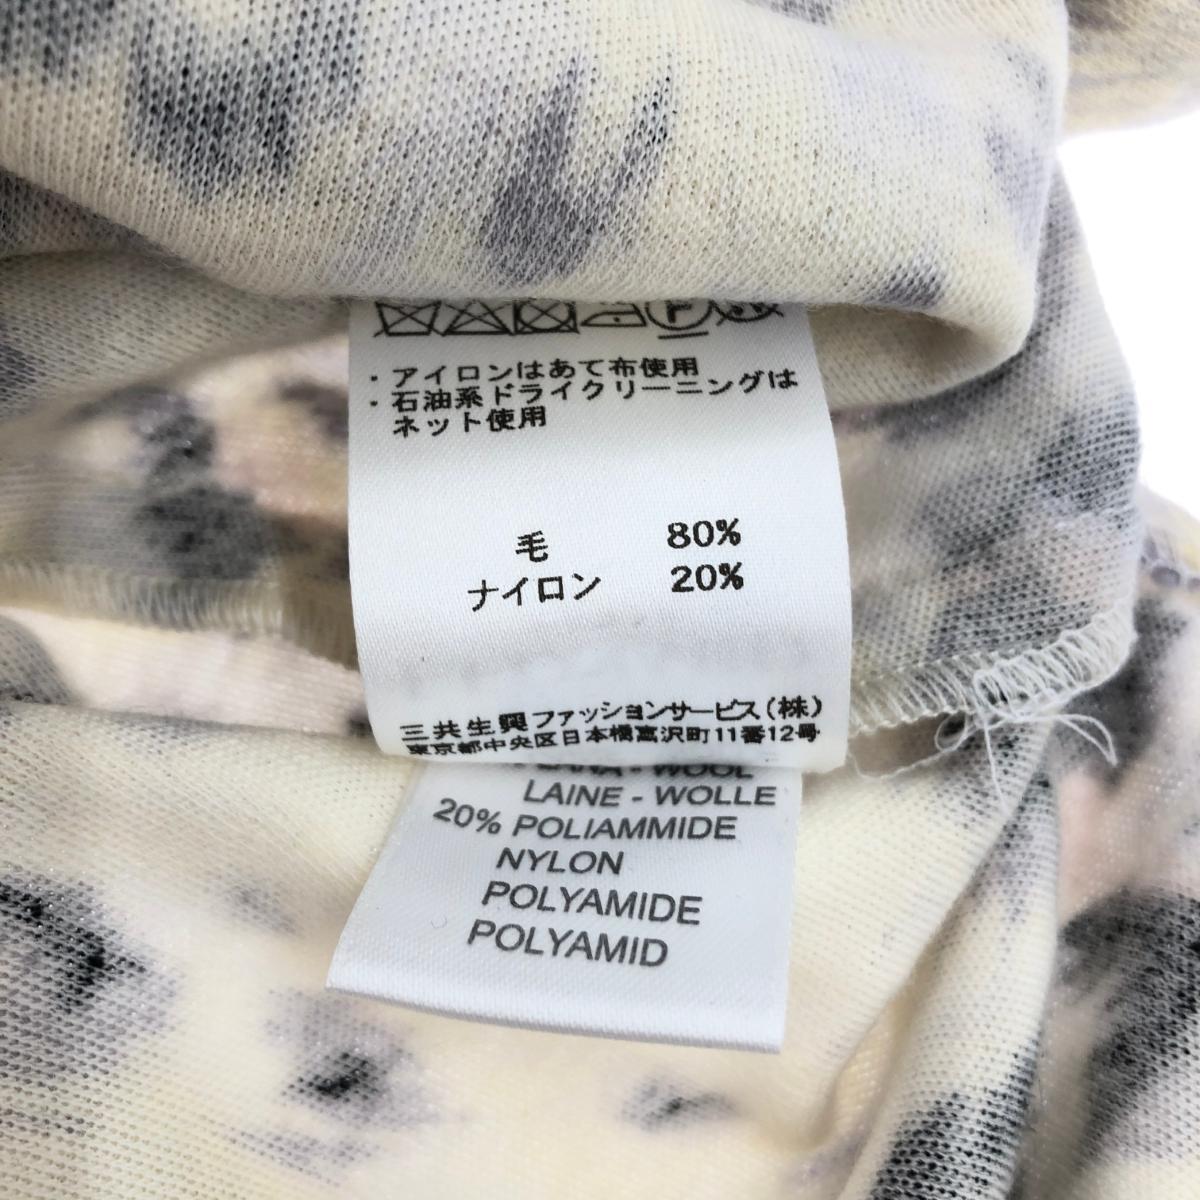 ・アイロンはあて布使用
・石油系ドライクリーニングは
ネット使用
毛 80%
ナイロン 20%
三共生興ファッションサービス(株)
東京都中央区日本橋富沢町11番12号
LANA - WOOL
LAINE - WOLLE
20% POLIAMMIDE
NYLON
POLYAMIDE
POLYAMID